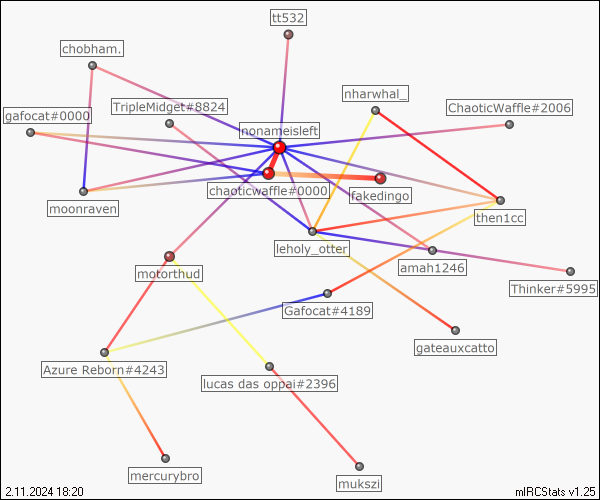 tt532
chobham.
nharwhal_
TripleMidget#8824
ChaoticWaffle#2006
gafocat#0000
nonameisleft
chaoticwaffle#0000
fakedingo
moonraven
then1cc
leholy_otter
amah1246
motorthud
Thinker#5995
Gafocat#4189
gateauxcatto
Azure Reborn#4243
lucas das oppai#2396
mercurybro
mukszi
2.11.2024 18:20
mIRCStats v1.25